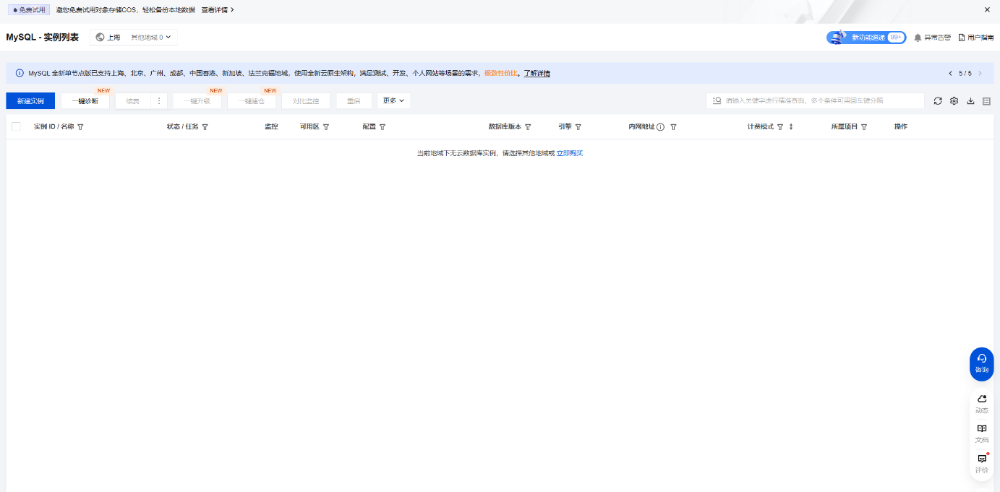 免费试用 邀您免费试用对象存储COS，轻松备份本地数据 查看详情
MySQL - 实例列表 上海 其他地域 0 新功能速递 99+ 异常告警 用户指南
MySQL 全新单节点版已支持上海、北京、广州、成都、中国香港、新加坡、法兰克福地域，使用全新云原生架构，满足测试、开发、个人网站等场景的需求，极致性价比。了解详情 5 / 5
NEW NEW NEW
新建实例 一键诊断 续费 一键升级 一键建仓 对比监控 重启 更多 请输入关键字进行精准查询，多个条件可用回车键分隔
实例 ID / 名称 状态 / 任务 监控 可用区 配置 数据库版本 引擎 内网地址 计费模式 所属项目 操作
当前地域下无云数据库实例，请选择其他地域或 立即购买
咨询
动态
文档
评价